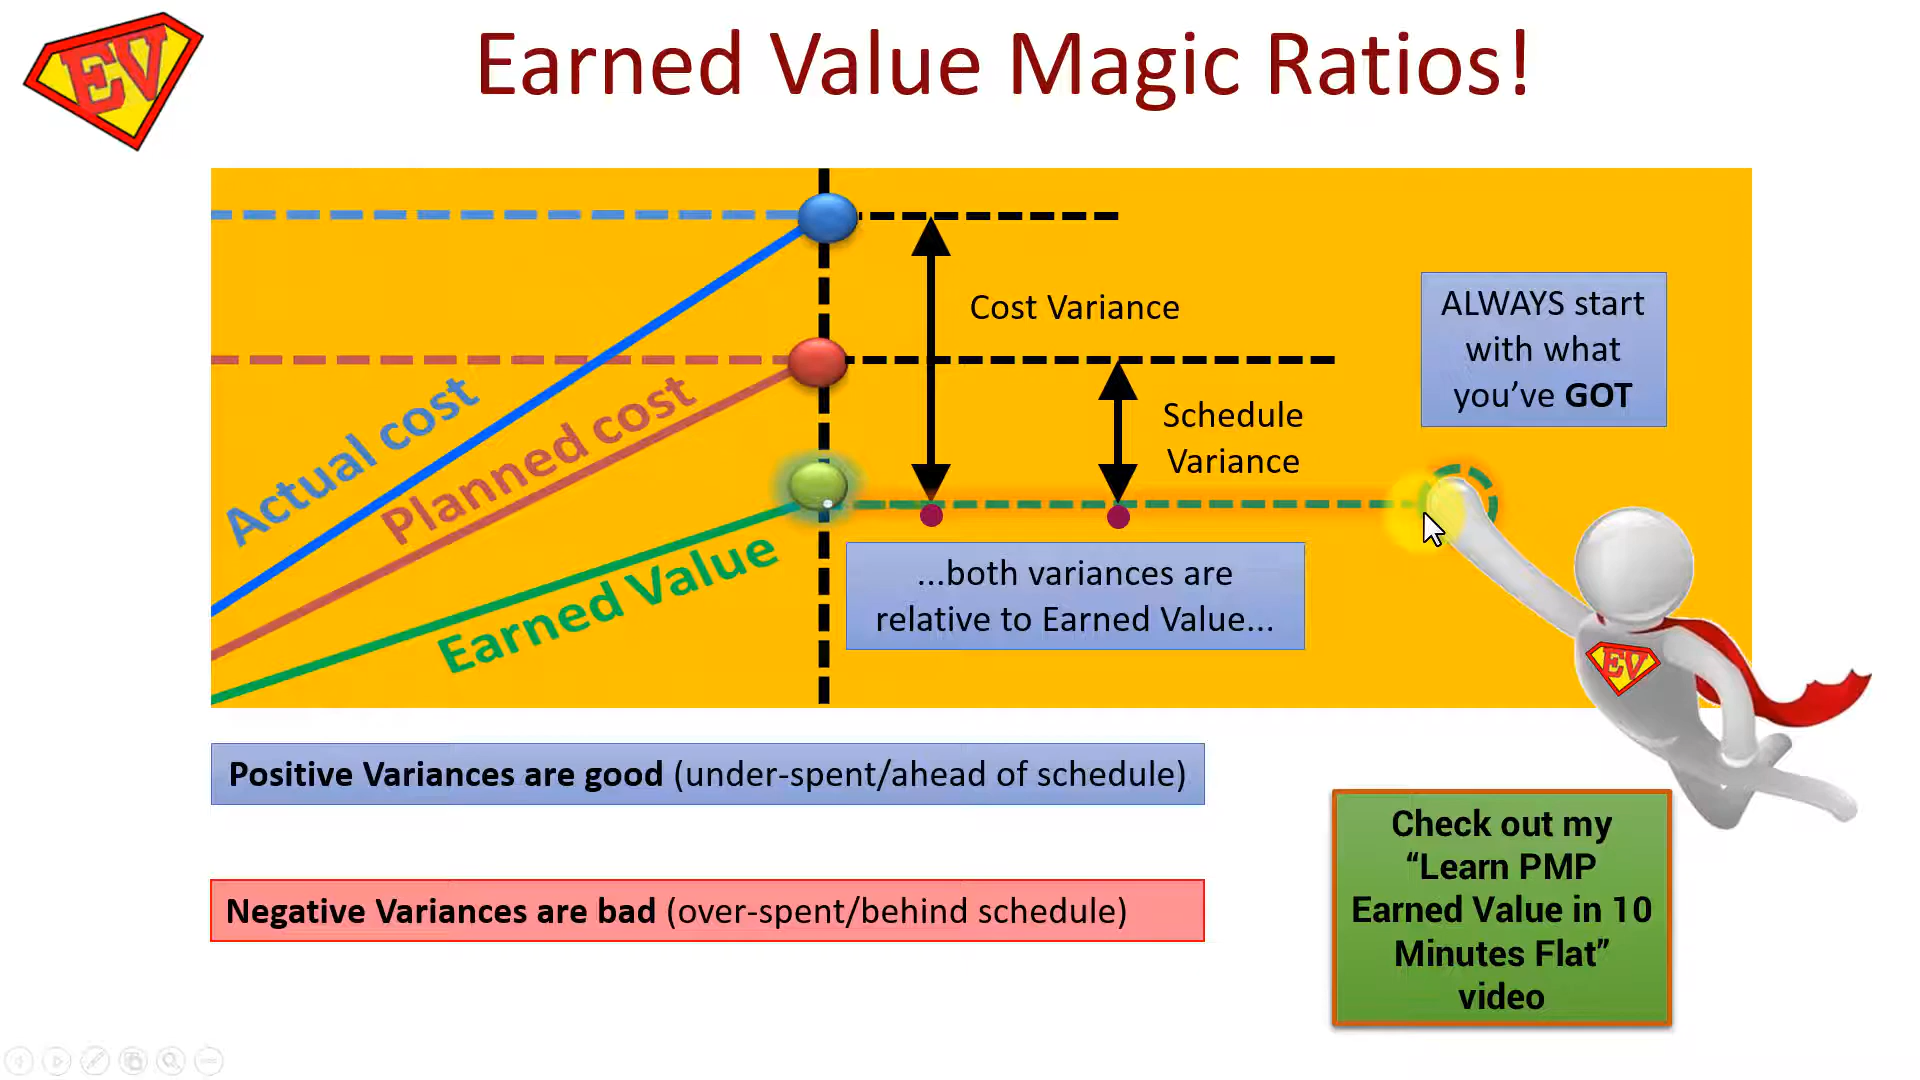 EV
Earned Value Magic Ratios!
Cost Variance
ALWAYS start
with what
you've GOT
Actual cost
Planned cost
Schedule
Variance
Earned Value
...both variances are
relative to Earned Value...
EV
Positive Variances are good (under-spent/ahead of schedule)
Negative Variances are bad (over-spent/behind schedule)
Check out my
“Learn PMP
Earned Value in 10
Minutes Flat”
video